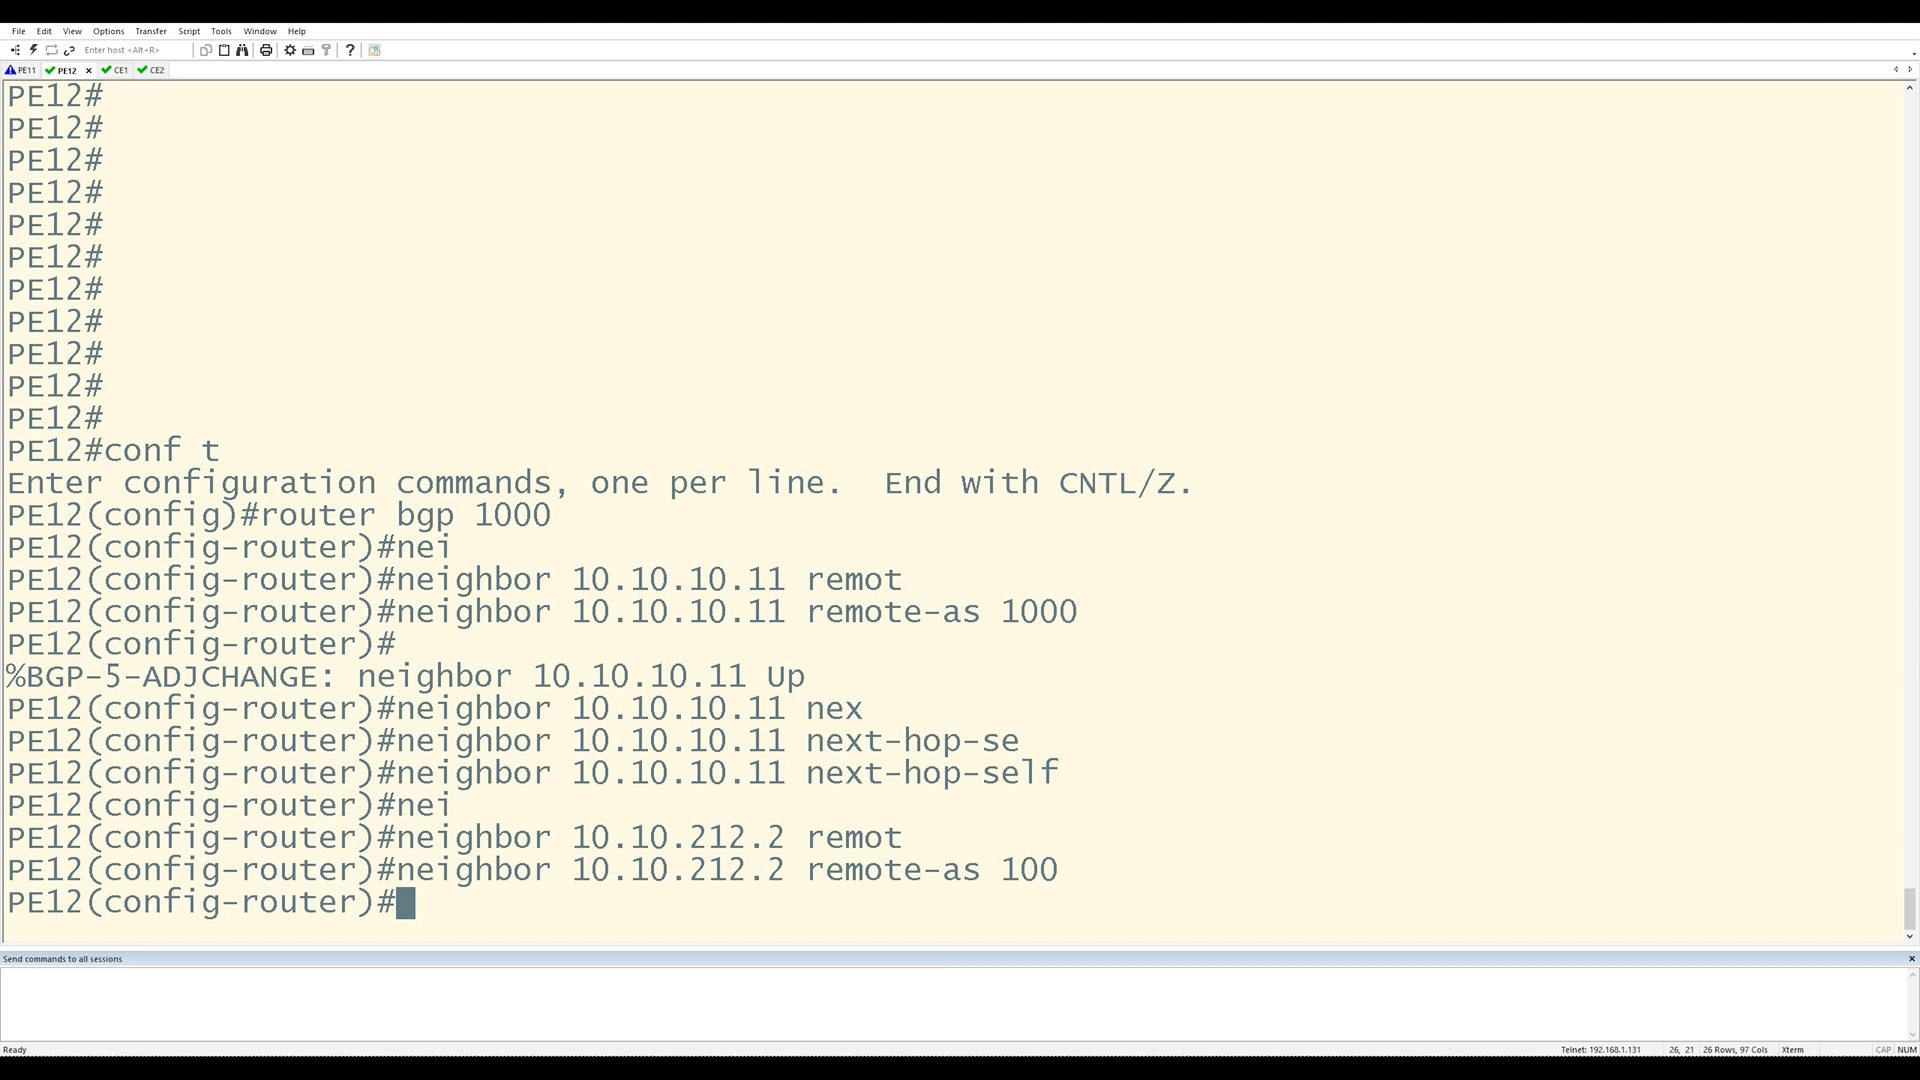 File Edit View Options Transfer Script Tools Window Help
Enter host <Alt+R>
PE11 PE12 CE1 CE2
PE12#
PE12#
PE12#
PE12#
PE12#
PE12#
PE12#
PE12#
PE12#
PE12#
PE12#
PE12#conf t
Enter configuration commands, one per line.  End with CNTL/Z.
PE12(config)#router bgp 1000
PE12(config-router)#nei
PE12(config-router)#neighbor 10.10.10.11 remot
PE12(config-router)#neighbor 10.10.10.11 remote-as 1000
PE12(config-router)#
%BGP-5-ADJCHANGE: neighbor 10.10.10.11 Up
PE12(config-router)#neighbor 10.10.10.11 nex
PE12(config-router)#neighbor 10.10.10.11 next-hop-se
PE12(config-router)#neighbor 10.10.10.11 next-hop-self
PE12(config-router)#nei
PE12(config-router)#neighbor 10.10.212.2 remot
PE12(config-router)#neighbor 10.10.212.2 remote-as 100
PE12(config-router)#
Send commands to all sessions
Ready Telnet: 192.168.1.131 26, 21 26 Rows, 97 Cols Xterm CAP NUM